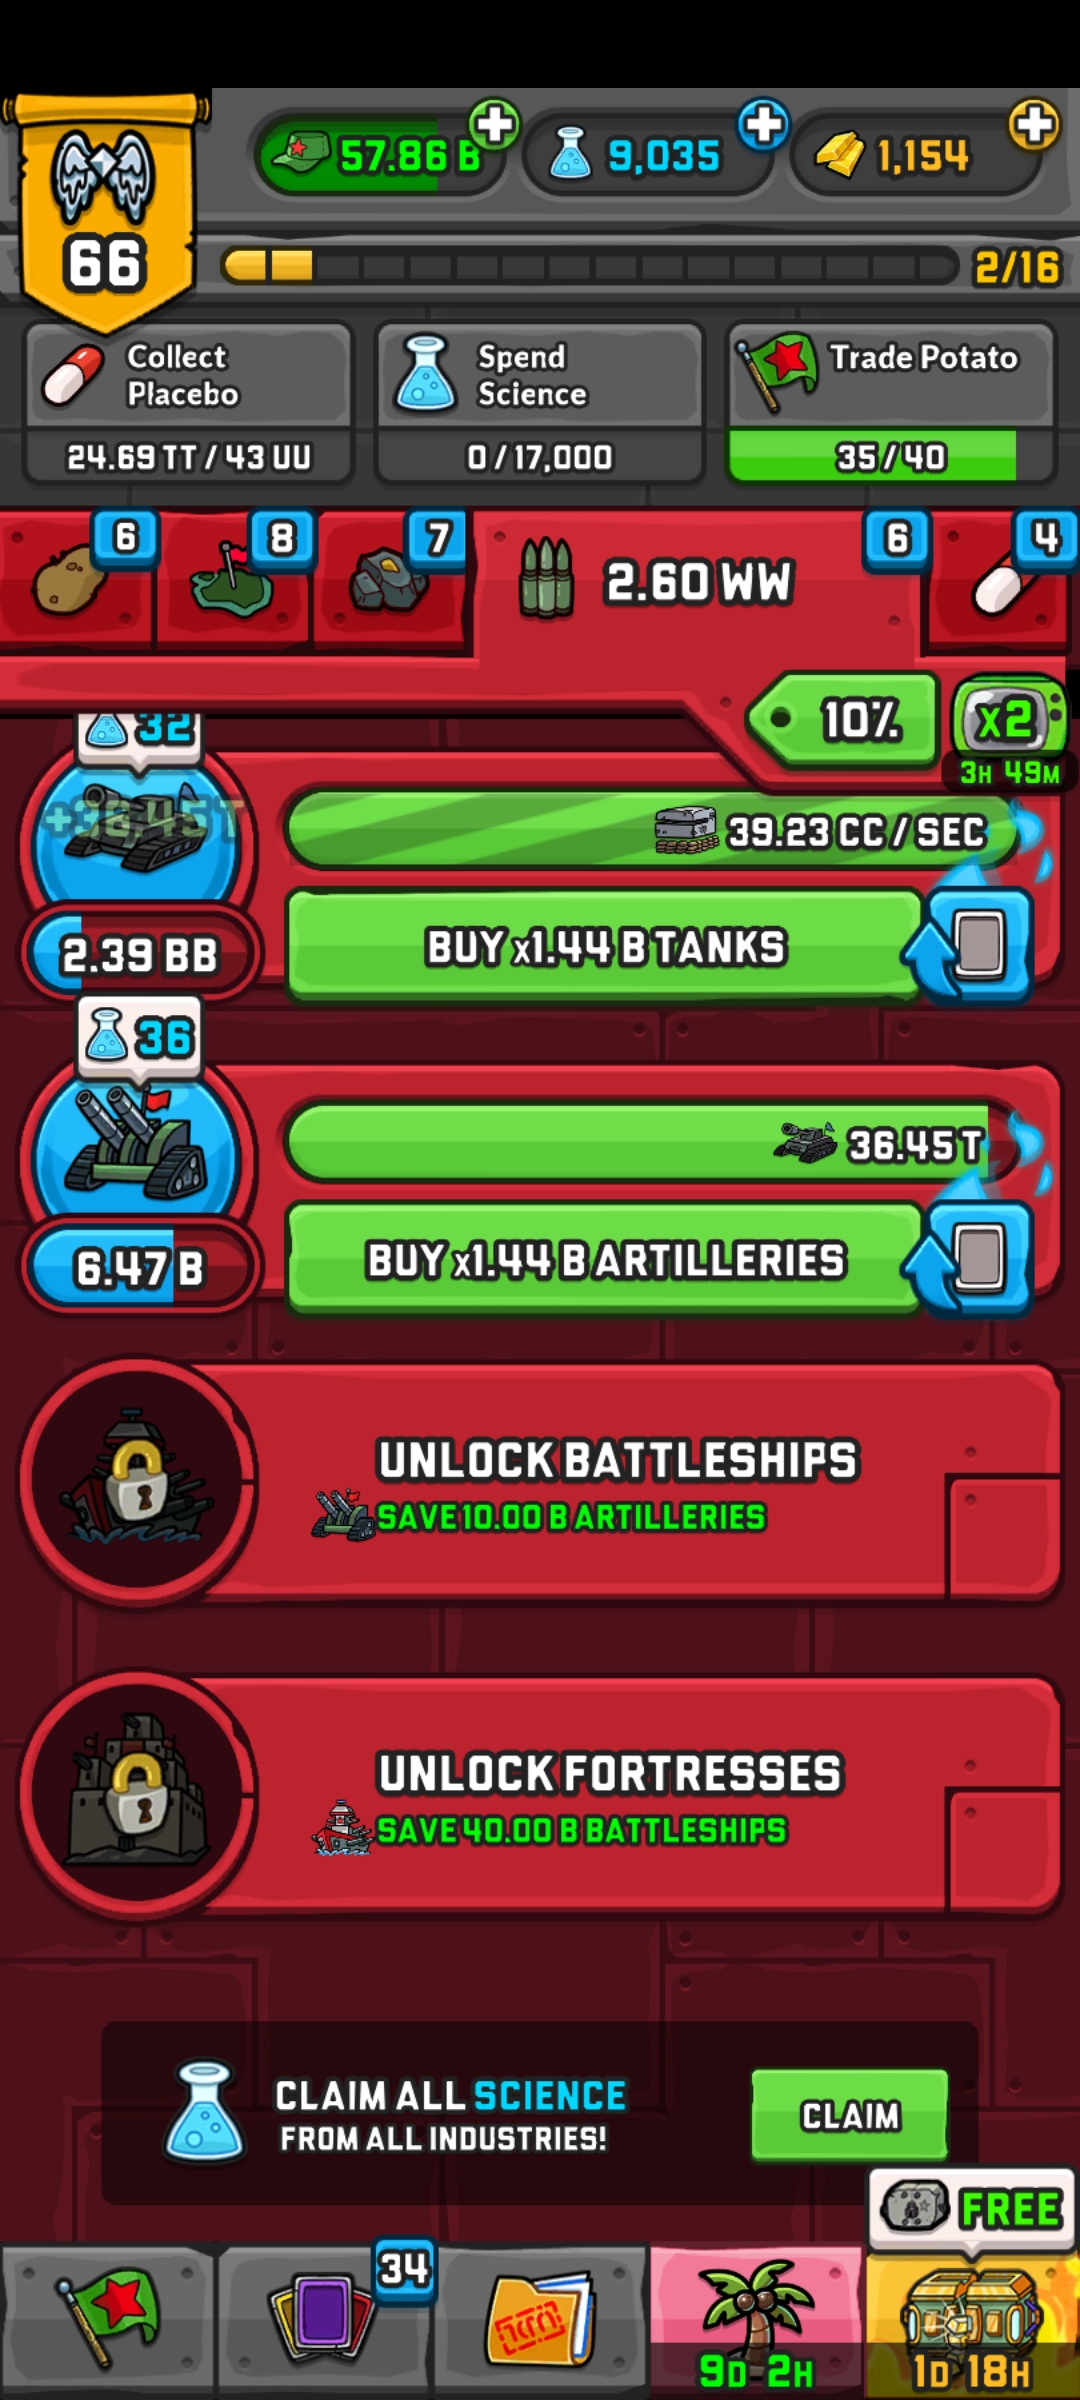 57.86 B
9,035
1,154
66
2/16
Collect
Placebo
24.69 TT / 43 UU
Spend
Science
0 / 17,000
Trade Potato
35 / 40
6
8
7
2.60 WW
6
4
10%
x2
3H 49M
32
+36.45T
39.23 CC / SEC
2.39 BB
BUY x1.44 B TANKS
36
36.45 T
6.47 B
BUY x1.44 B ARTILLERIES
UNLOCK BATTLESHIPS
SAVE 10.00 B ARTILLERIES
UNLOCK FORTRESSES
SAVE 40.00 B BATTLESHIPS
CLAIM ALL SCIENCE
FROM ALL INDUSTRIES!
CLAIM
FREE
34
9D 2H
1D 18H